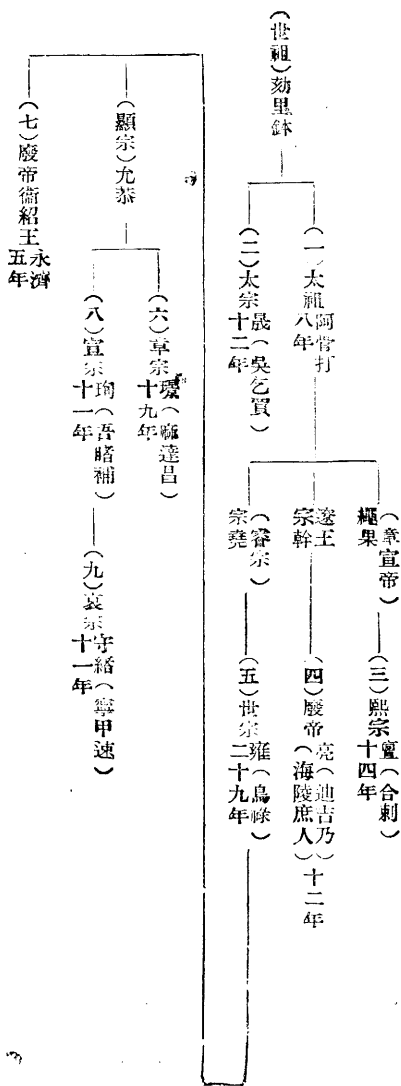 (世祖)劾里鉢
(一)太祖阿骨打
八年
(二)太宗晟(吳乞買)
十二年
(章宣帝)
繩果
(三)熙宗亶(合剌)
十四年
遼王
宗幹
(四)廢帝亮(迪古乃)十二年
(海陵庶人)
(睿宗)
宗堯
(五)世宗雍(烏祿)
二十九年
(顯宗)允恭
(六)章宗璟(麻達昌)
十九年
(八)宣宗珣(吾睹補)
十一年
(九)哀宗守緒(寧甲速)
十一年
(七)廢帝衞紹王永濟
五年